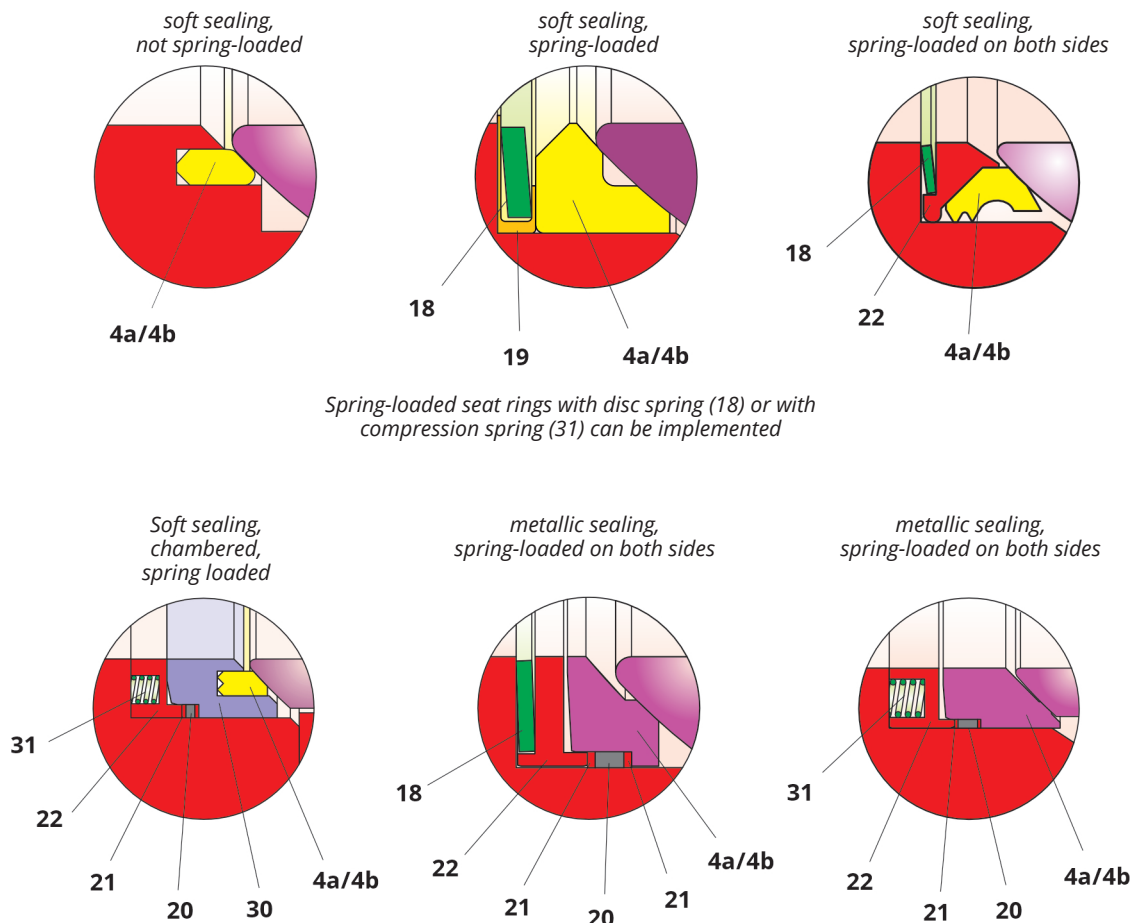 soft sealing,
not spring-loaded
soft sealing,
spring-loaded
soft sealing,
spring-loaded on both sides
4a/4b
18
19
4a/4b
18
22
4a/4b
Spring-loaded seat rings with disc spring (18) or with
compression spring (31) can be implemented
Soft sealing,
chambered,
spring loaded
metallic sealing,
spring-loaded on both sides
metallic sealing,
spring-loaded on both sides
31
22
21
20
30
4a/4b
18
22
21
20
21
4a/4b
31
22
21
20
4a/4b